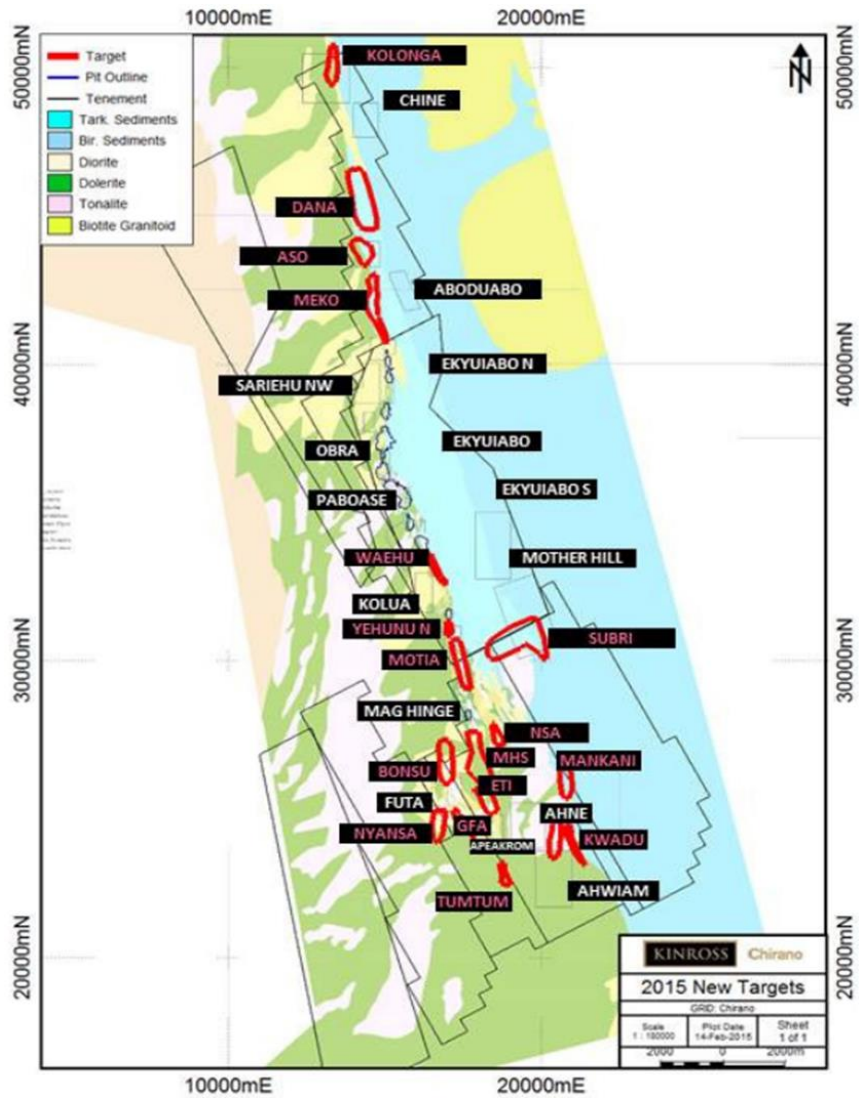 10000mE
20000mE
50000mN
50000mN
Target
Pit Outline
Tenement
Tark. Sediments
Bir. Sediments
Diorite
Dolerite
Tonalite
Biotite Granitoid
N
KOLONGA
CHINE
DANA
ASO
MEKO
ABODUABO
40000mN
40000mN
EKYUIABO N
SARIEHU NW
OBRA
EKYUIABO
PABOASE
EKYUIABO S
WAEHU
MOTHER HILL
KOLUA
YEHUNU N
SUBRI
MOTIA
30000mN
30000mN
MAG HINGE
NSA
MHS
MANKANI
BONSU
ETI
FUTA
AHNE
NYANSA
GFA
KWADU
APEAKROM
TUMTUM
AHWIAM
20000mN
20000mN
KINROSS Chirano
2015 New Targets
GRID: Chirano
Scale
1 : 180000
Plot Date
14-Feb-2015
Sheet
1 of 1
2000 0 2000m
10000mE
20000mE